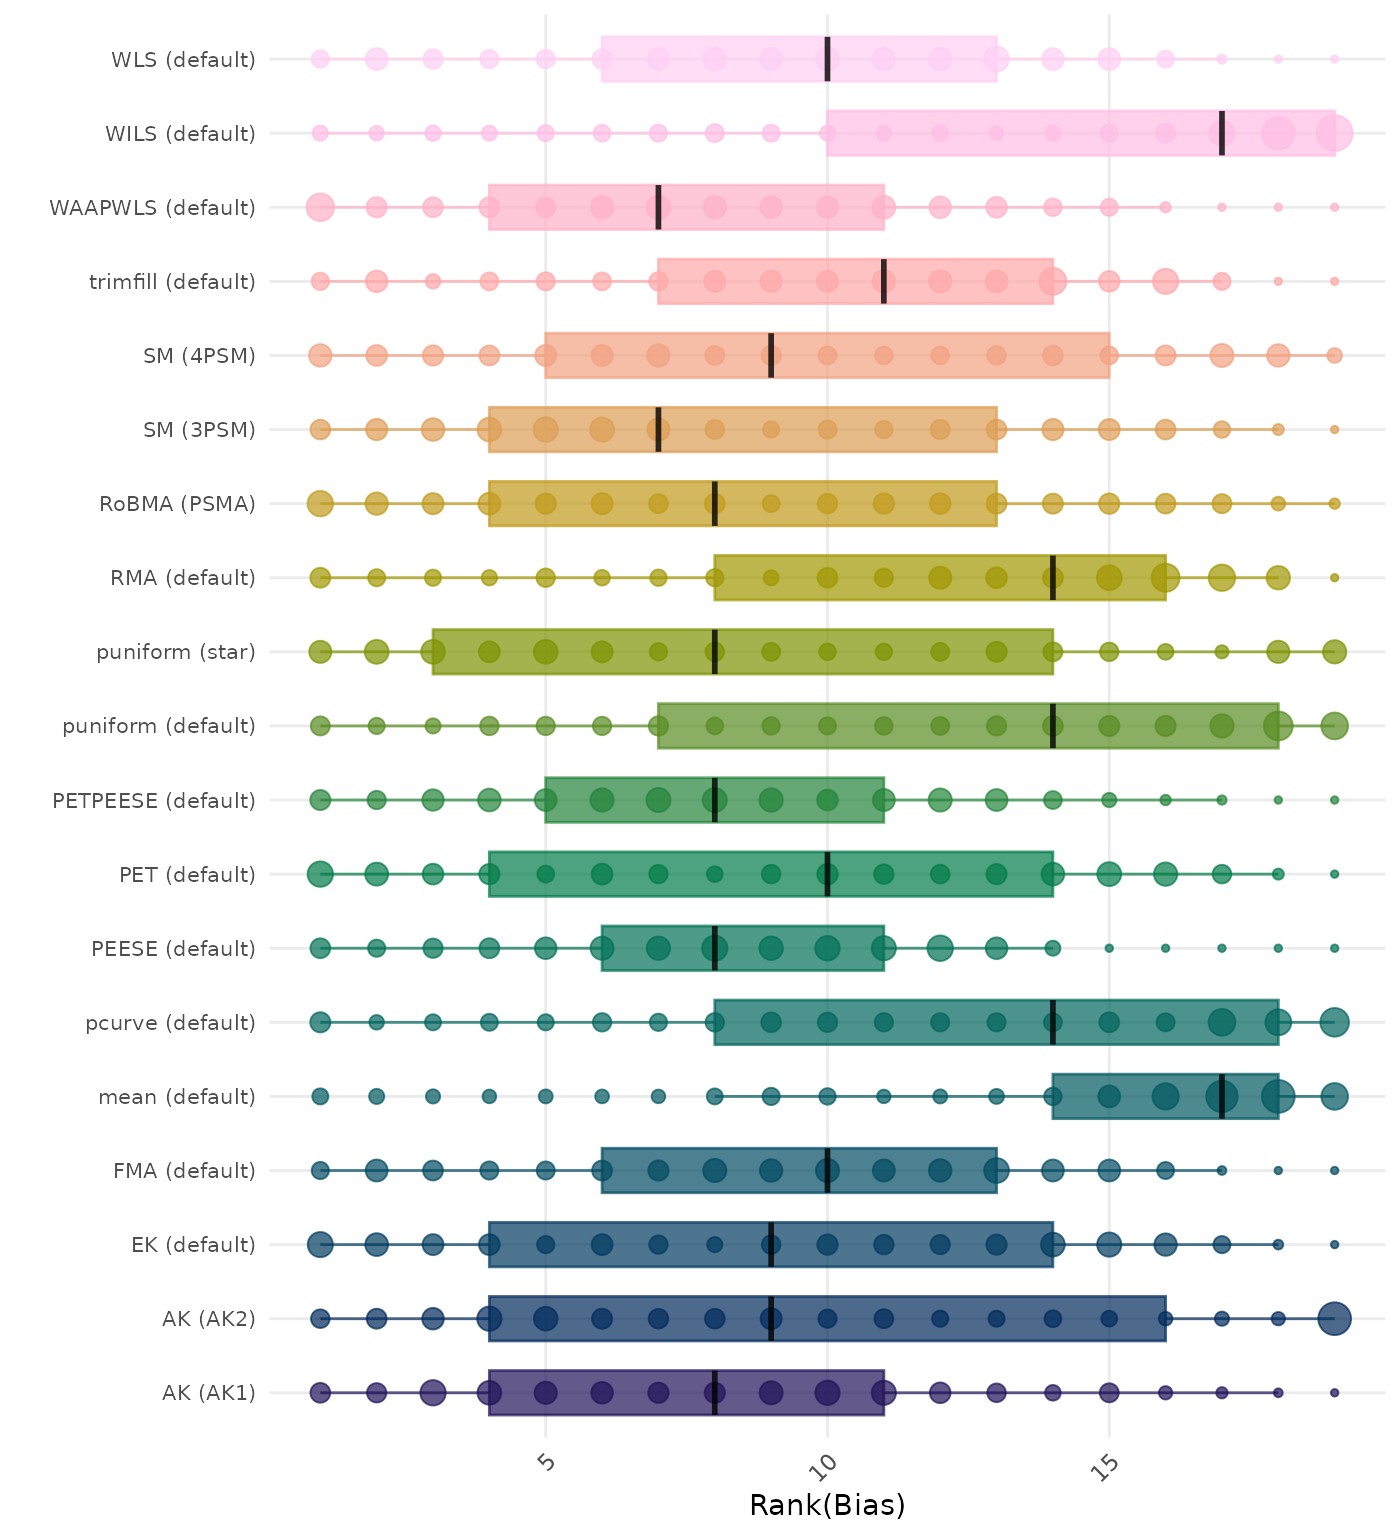 WLS (default)
WILS (default)
WAAPWLS (default)
trimfill (default)
SM (4PSM)
SM (3PSM)
RoBMA (PSMA)
RMA (default)
puniform (star)
puniform (default)
PETPEESE (default)
PET (default)
PEESE (default)
pcurve (default)
mean (default)
FMA (default)
EK (default)
AK (AK2)
AK (AK1)
5
10
15
Rank(Bias)